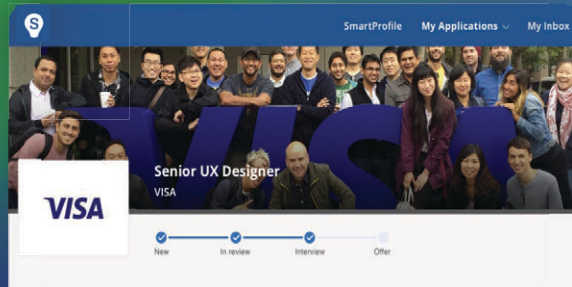 S
SmartProfile My Applications My Inbox
VISA
Senior UX Designer
VISA
VISA
New In review Interview Offer